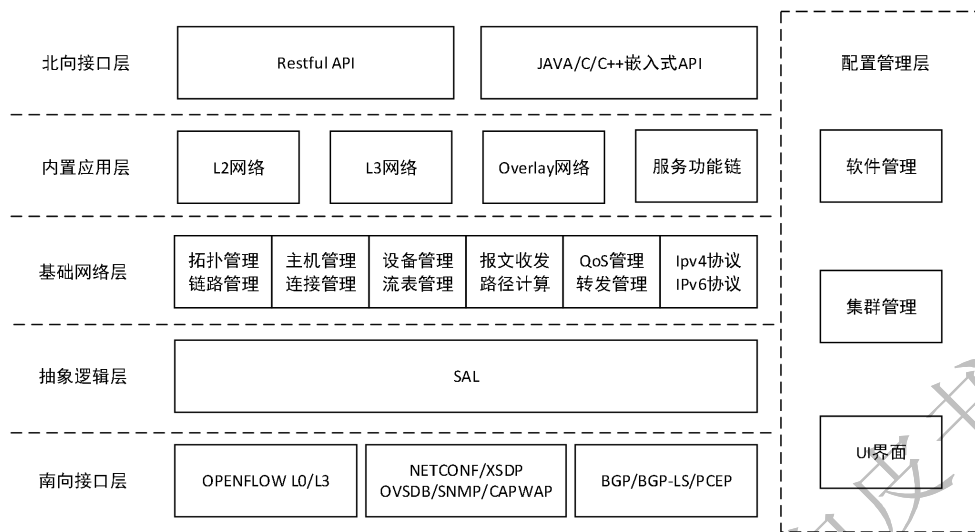 北向接口层
Restful API
JAVA/C/C++嵌入式API
配置管理层
内置应用层
L2网络
L3网络
Overlay网络
服务功能链
软件管理
基础网络层
拓扑管理
链路管理
主机管理
连接管理
设备管理
流表管理
报文收发
路径计算
QoS管理
转发管理
Ipv4协议
IPv6协议
集群管理
抽象逻辑层
SAL
UI界面
南向接口层
OPENFLOW L0/L3
NETCONF/XSDP
OVSDB/SNMP/CAPWAP
BGP/BGP-LS/PCEP
皮书